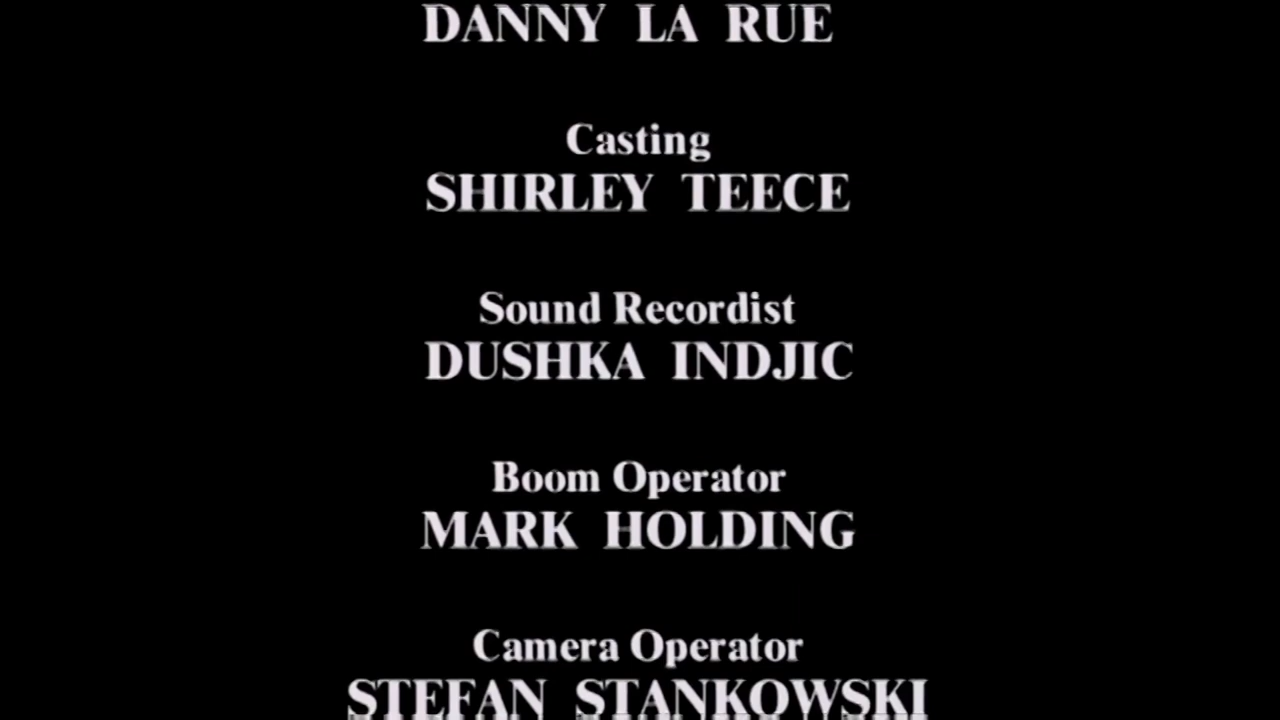 DANNY LA RUE
Casting
SHIRLEY TEECE
Sound Recordist
DUSHKA INDJIC
Boom Operator
MARK HOLDING
Camera Operator
STEFAN STANKOWSKI